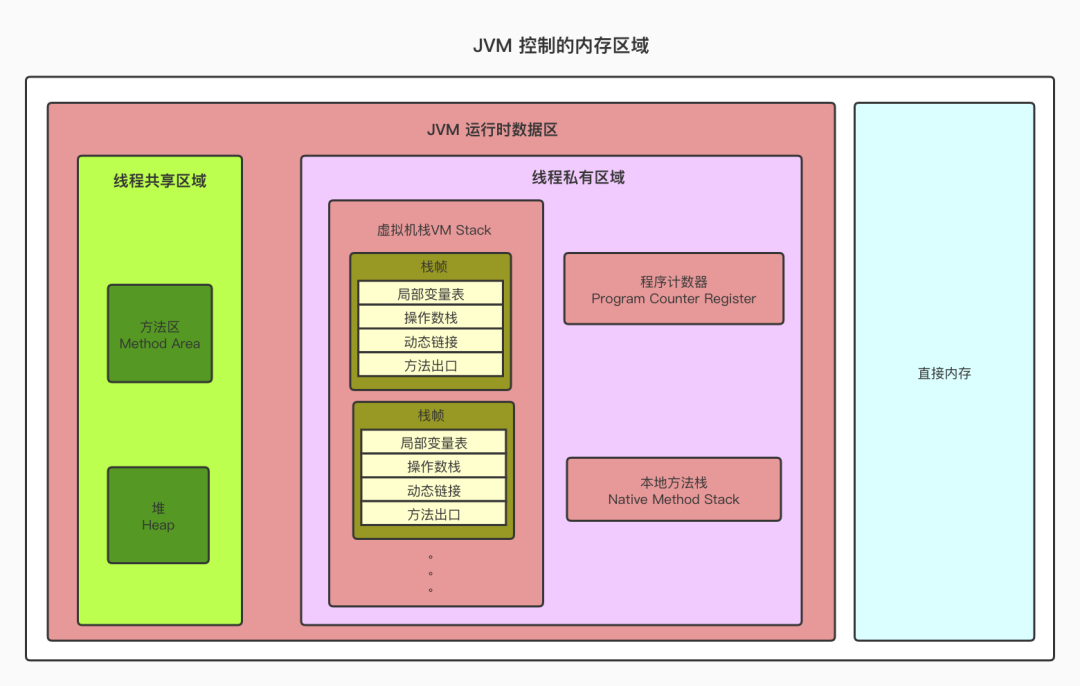 JVM 控制的内存区域
JVM 运行时数据区
线程共享区域
方法区
Method Area
堆
Heap
线程私有区域
虚拟机栈VM Stack
栈帧
局部变量表
操作数栈
动态链接
方法出口
栈帧
局部变量表
操作数栈
动态链接
方法出口
。
。
。
程序计数器
Program Counter Register
本地方法栈
Native Method Stack
直接内存